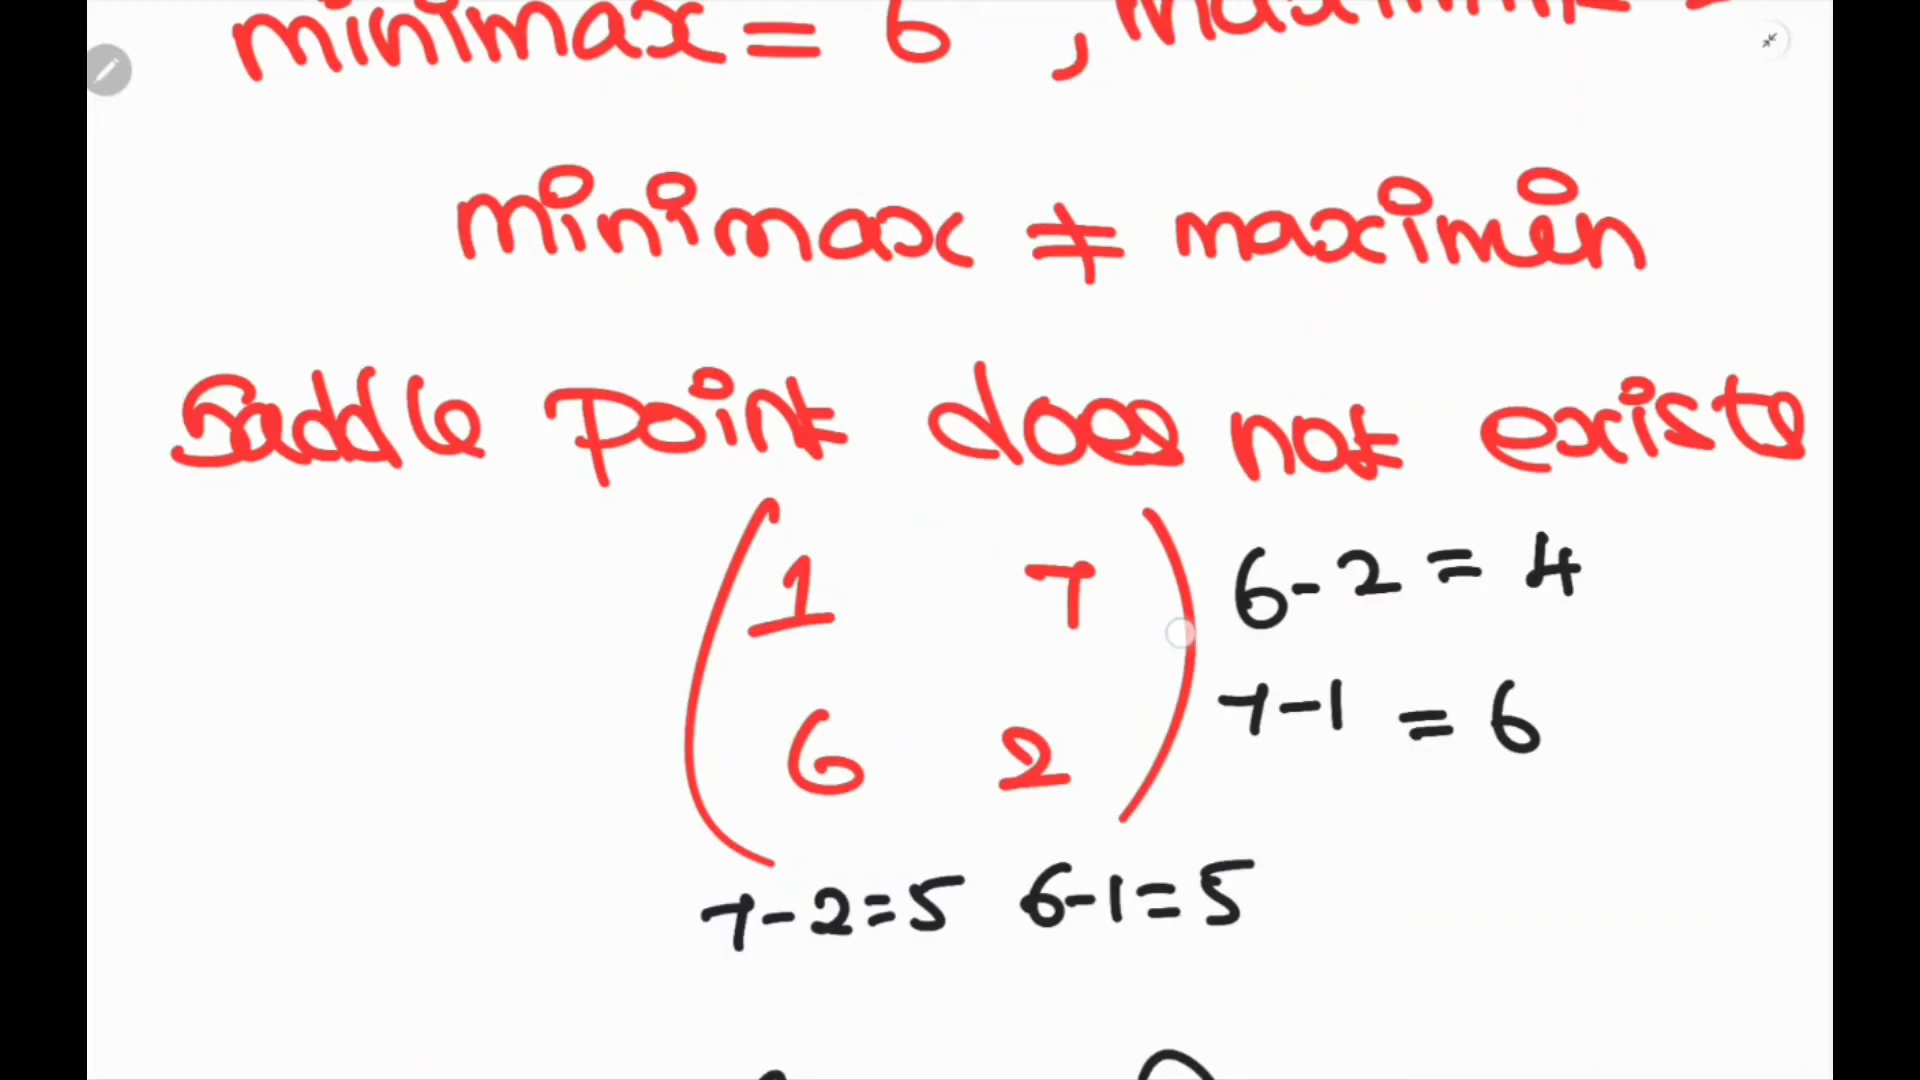 minimax = 6 , maximin =
minimax ≠ maximin
Saddle point does not exists
1 7 6-2 = 4
6 2 7-1 = 6
7-2=5 6-1=5